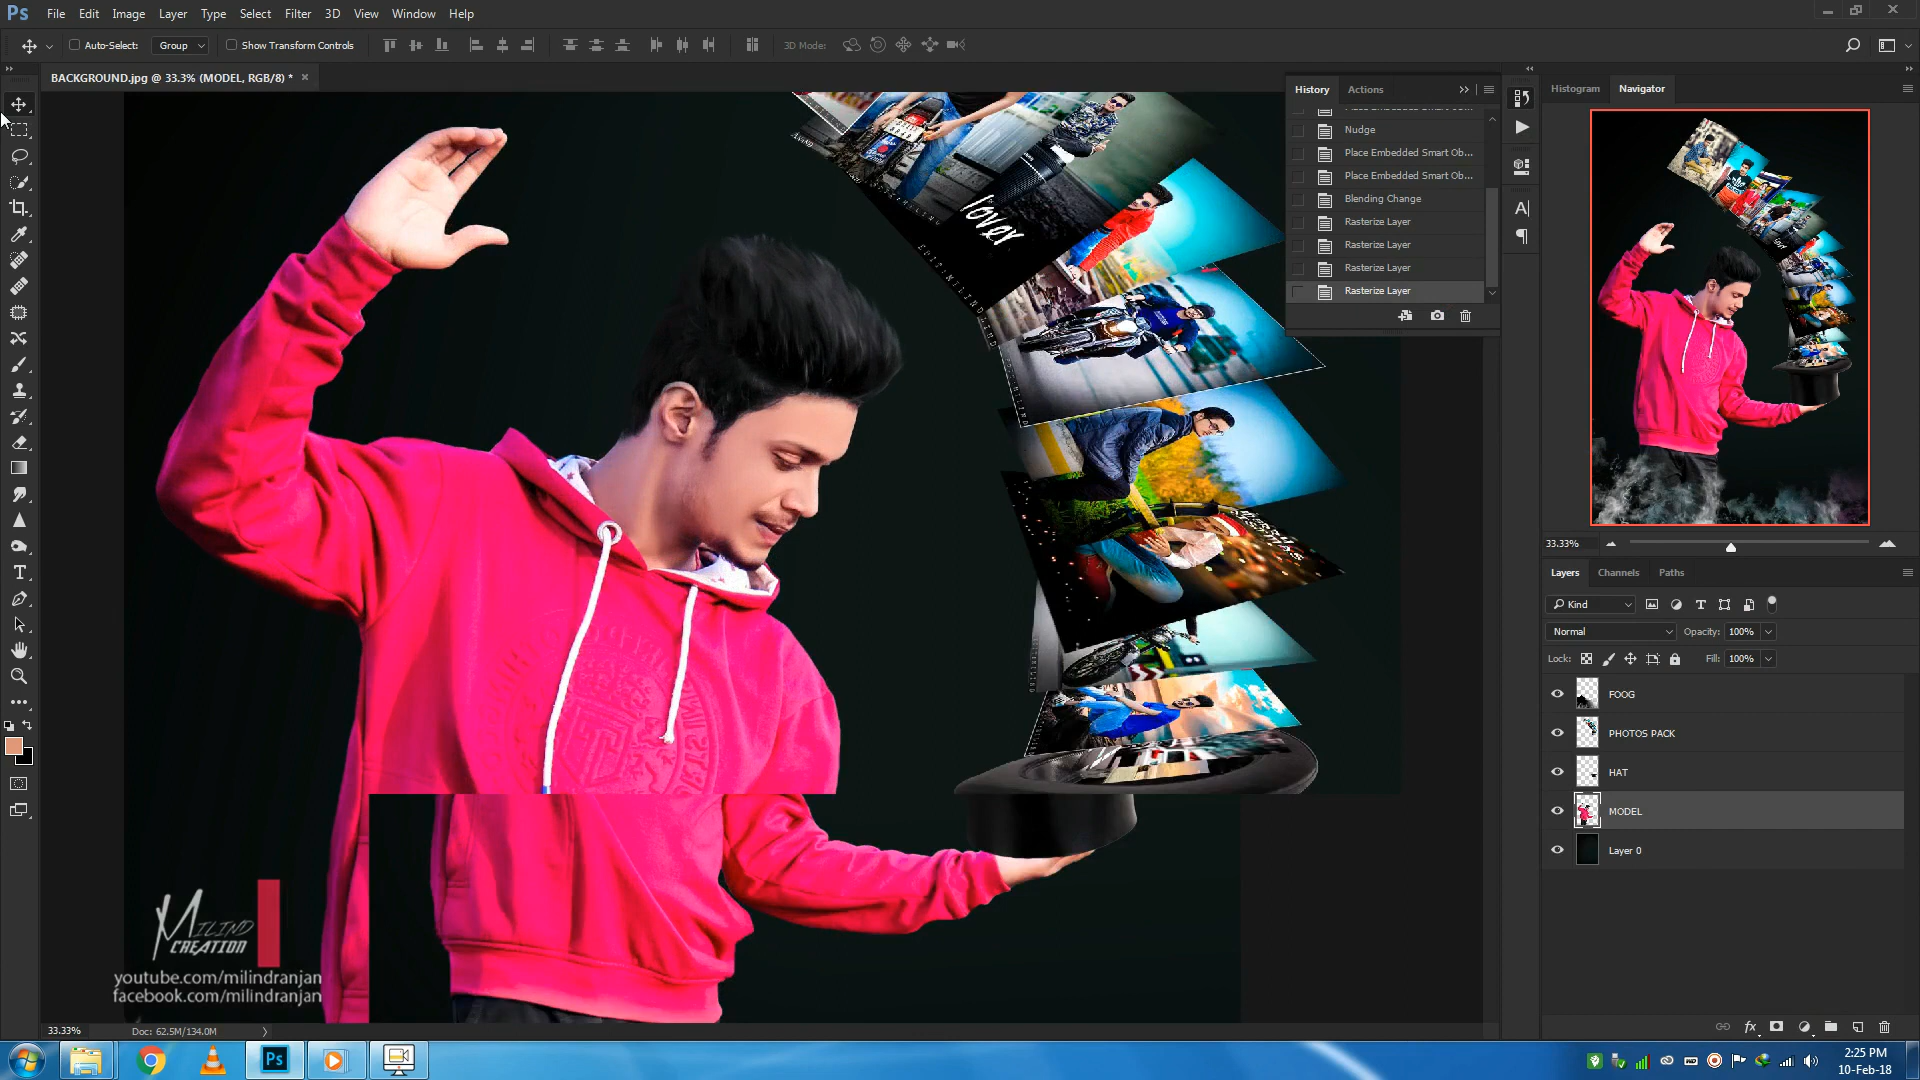 Ps File Edit Image Layer Type Select Filter 3D View Window Help
Auto-Select: Group Show Transform Controls 3D Mode:
BACKGROUND.jpg @ 33.3% (MODEL, RGB/8) * ×
History Actions
Nudge
Place Embedded Smart Ob...
Place Embedded Smart Ob...
Blending Change
Rasterize Layer
Rasterize Layer
Rasterize Layer
Rasterize Layer
Histogram Navigator
33.33%
Layers Channels Paths
Kind
Normal Opacity: 100%
Lock: Fill: 100%
FOOG
PHOTOS PACK
HAT
MODEL
Layer 0
lover
MILIND
CREATION
youtube.com/milindranjan
facebook.com/milindranjan
33.33% Doc: 62.5M/134.0M
Ps
2:25 PM
10-Feb-18